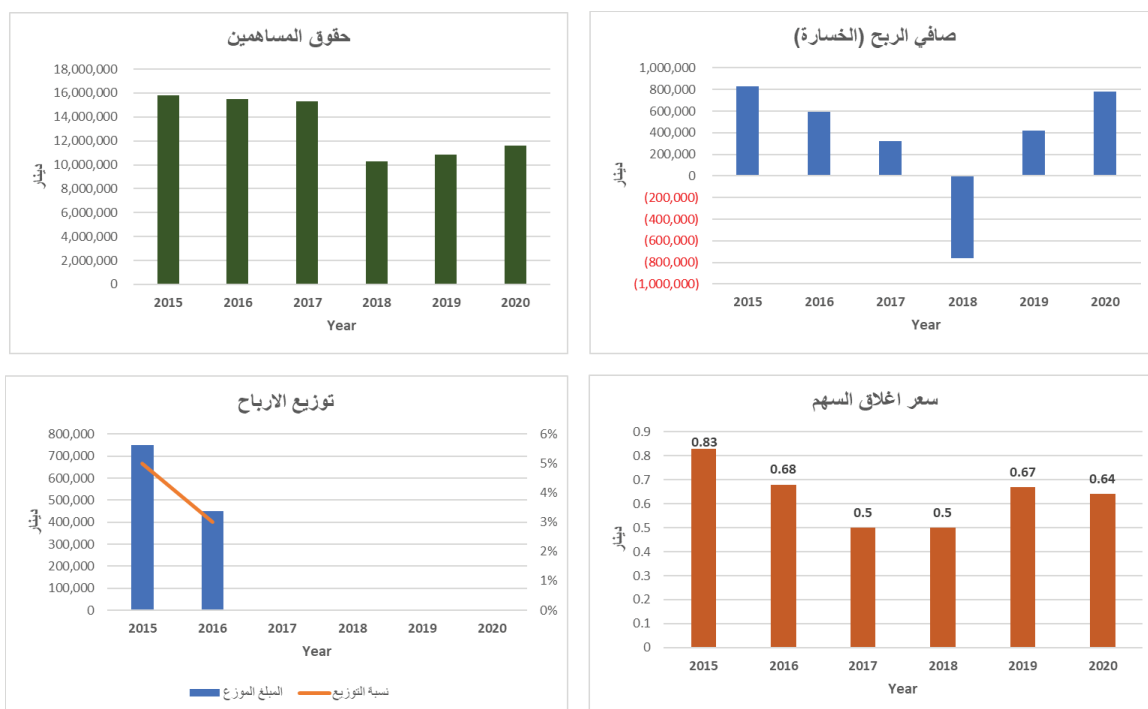 حقوق المساهمين
18,000,000
16,000,000
14,000,000
12,000,000
10,000,000
8,000,000
6,000,000
4,000,000
2,000,000
0
دينار
2015 2016 2017 2018 2019 2020
Year
صافي الربح (الخسارة)
1,000,000
800,000
600,000
400,000
200,000
0
(200,000)
(400,000)
(600,000)
(800,000)
(1,000,000)
دينار
2015 2016 2017 2018 2019 2020
Year
توزيع الارباح
800,000 6%
700,000
5%
600,000
4%
500,000
400,000 3%
300,000
2%
200,000
1%
100,000
0 0%
دينار
2015 2016 2017 2018 2019 2020
Year
المبلغ الموزع نسبة التوزيع
سعر اغلاق السهم
0.9
0.8
0.7
0.6
0.5
0.4
0.3
0.2
0.1
0
دينار
0.83 0.68 0.5 0.5 0.67 0.64
2015 2016 2017 2018 2019 2020
Year